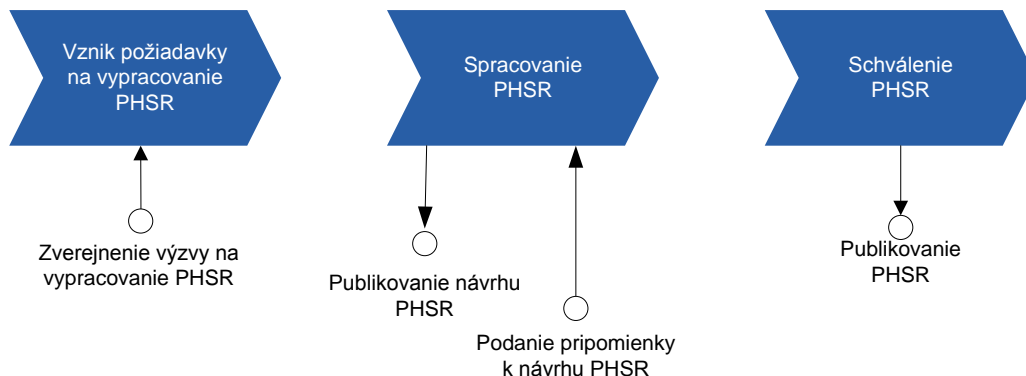 Vznik požiadavky
na vypracovanie
PHSR
Spracovanie
PHSR
Schválenie
PHSR
Zverejnenie výzvy na
vypracovanie PHSR
Publikovanie návrhu
PHSR
Podanie pripomienky
k návrhu PHSR
Publikovanie
PHSR